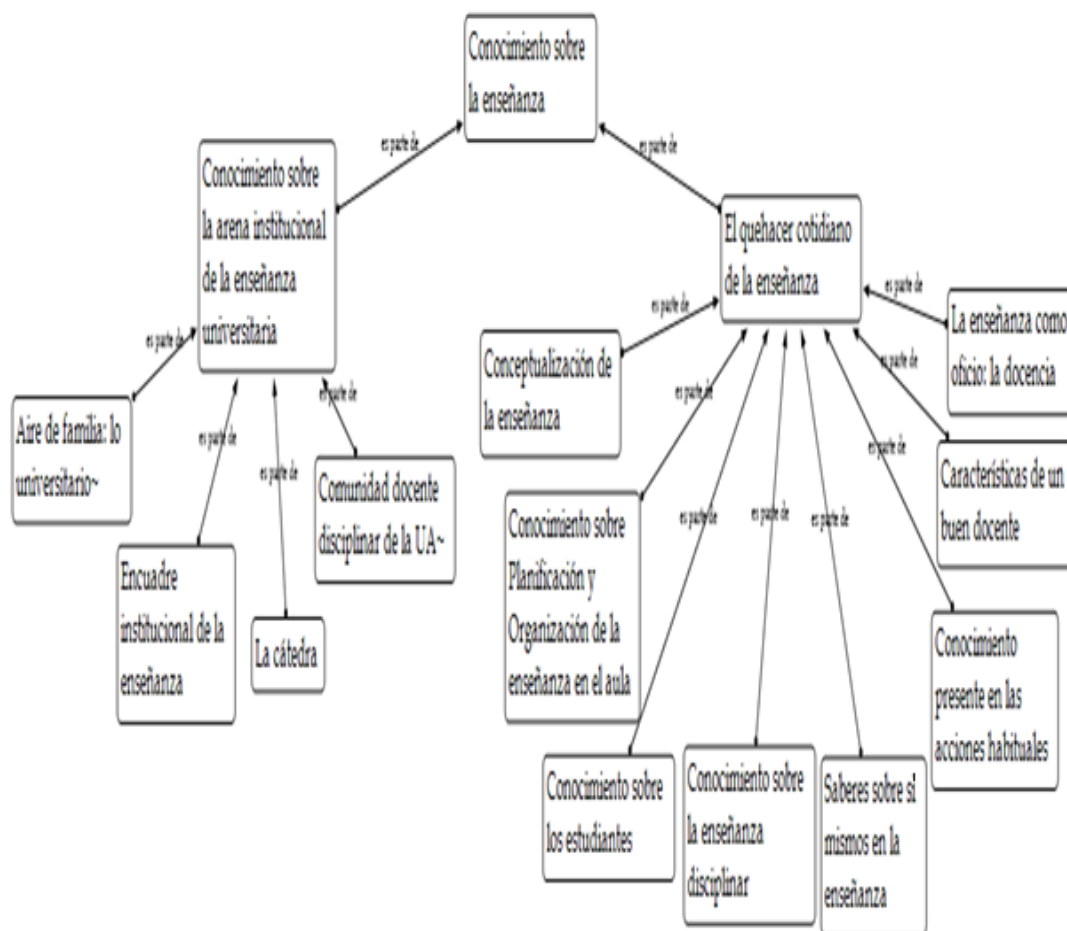 Conocimiento sobre
la enseñanza
es parte de
es parte de
Conocimiento sobre
la arena institucional
de la enseñanza
universitaria
El quehacer cotidiano
de la enseñanza
es parte de
es parte de
es parte de
es parte de
Aire de familia: lo
universitario~
Encuadre
institucional de la
enseñanza
La cátedra
Comunidad docente
disciplinar de la UA~
es parte de
es parte de
es parte de
es parte de
es parte de
es parte de
es parte de
es parte de
Conceptualización de
la enseñanza
La enseñanza como
oficio: la docencia
Conocimiento sobre
Planificación y
Organización de la
enseñanza en el aula
Características de un
buen docente
Conocimiento sobre
los estudiantes
Conocimiento sobre
la enseñanza
disciplinar
Saberes sobre sí
mismos en la
enseñanza
Conocimiento
presente en las
acciones habituales